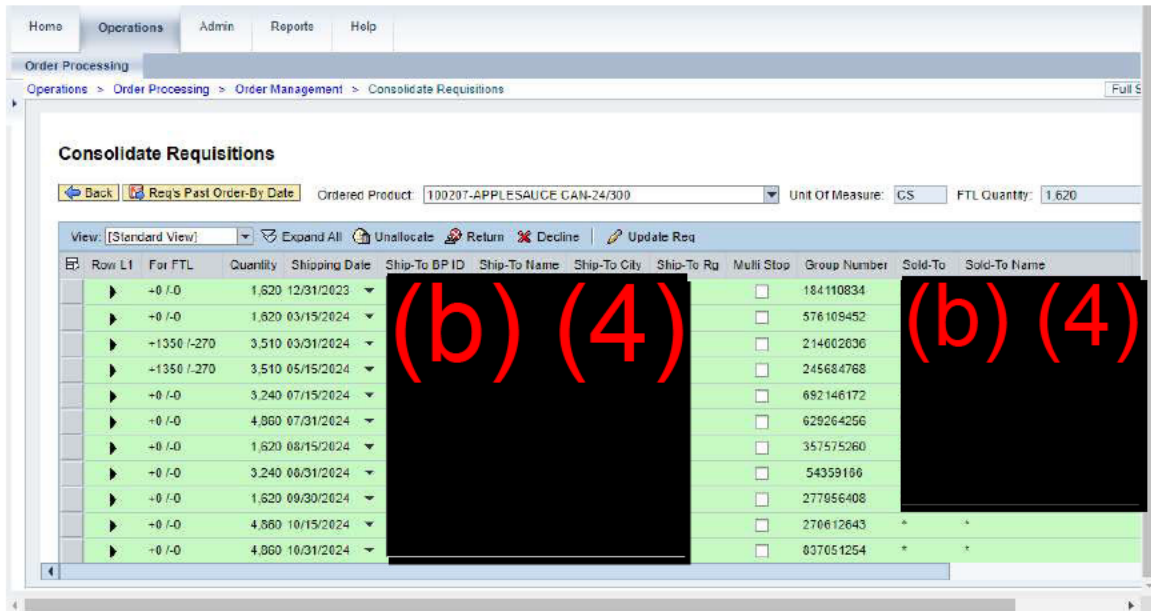 Home Operations Admin Reports Help
Order Processing
Operations > Order Processing > Order Management > Consolidate Requisitions Full S
Consolidate Requisitions
Back Req's Past Order-By Date Ordered Product: 100207-APPLESAUCE CAN-24/300 Unit Of Measure: CS FTL Quantity: 1,620
View: [Standard View] Expand All Unallocate Return Decline Update Req
Row L1 For FTL Quantity Shipping Date Ship-To BP ID Ship-To Name Ship-To City Ship-To Rg Multi Stop Group Number Sold-To Sold-To Name
+0 /-0 1,620 12/31/2023 184110834
(b) (4) (b) (4)
+0 /-0 1,620 03/15/2024 576109452
+1350 /-270 3,510 03/31/2024 214602836
+1350 /-270 3,510 05/15/2024 245684768
+0 /-0 3,240 07/15/2024 692146172
+0 /-0 4,860 07/31/2024 629264256
+0 /-0 1,620 08/15/2024 357575260
+0 /-0 3,240 08/31/2024 54359166
+0 /-0 1,620 09/30/2024 277956408
+0 /-0 4,860 10/15/2024 270612643 * *
+0 /-0 4,860 10/31/2024 837051254 * *